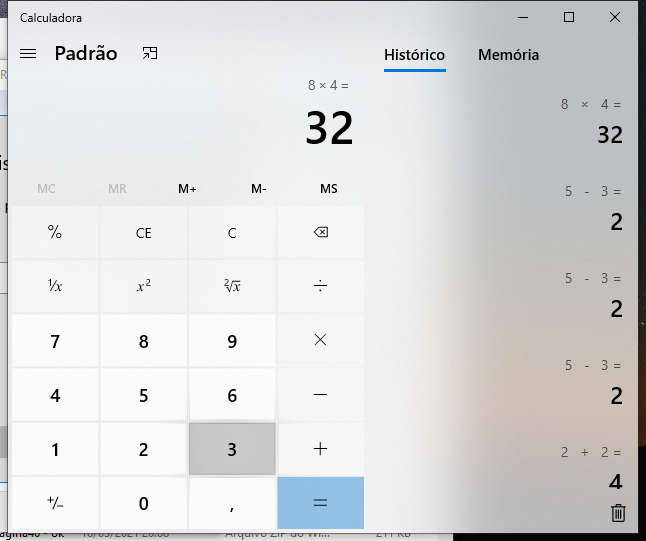 Calculadora
Padrão
Histórico Memória
8 × 4 =
32
MC MR M+ M- MS
% CE C
¹/x x² ²√x ÷
7 8 9 ×
4 5 6 −
1 2 3 +
+/− 0 , =
8 × 4 =
32
5 - 3 =
2
5 - 3 =
2
5 - 3 =
2
2 + 2 =
4